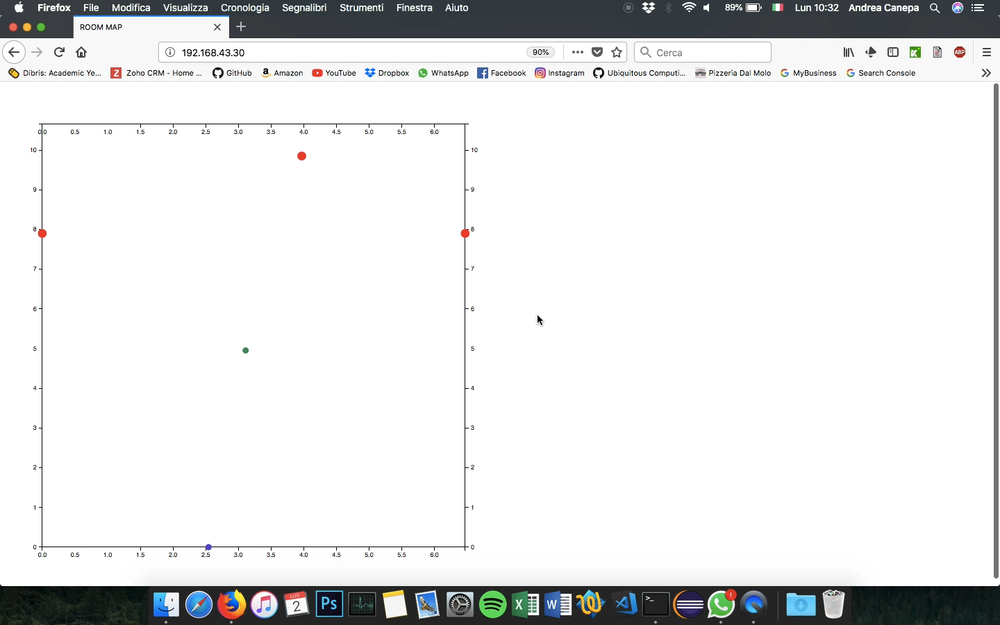 Firefox File Modifica Visualizza Cronologia Segnalibri Strumenti Finestra Aiuto 89% Lun 10:32 Andrea Canepa
ROOM MAP
192.168.43.30 90% Cerca ABP
Dibris: Academic Ye... Z Zoho CRM - Home ... GitHub a Amazon YouTube Dropbox WhatsApp Facebook Instagram Ubiquitous Computi... Pizzeria Dal Molo G MyBusiness G Search Console
0.0 0.5 1.0 1.5 2.0 2.5 3.0 3.5 4.0 4.5 5.0 5.5 6.0
10 10
9 9
8 8
7 7
6 6
5 5
4 4
3 3
2 2
1 1
0 0
0.0 0.5 1.0 1.5 2.0 2.5 3.0 3.5 4.0 4.5 5.0 5.5 6.0
LUG
2 Ps X W >_ !